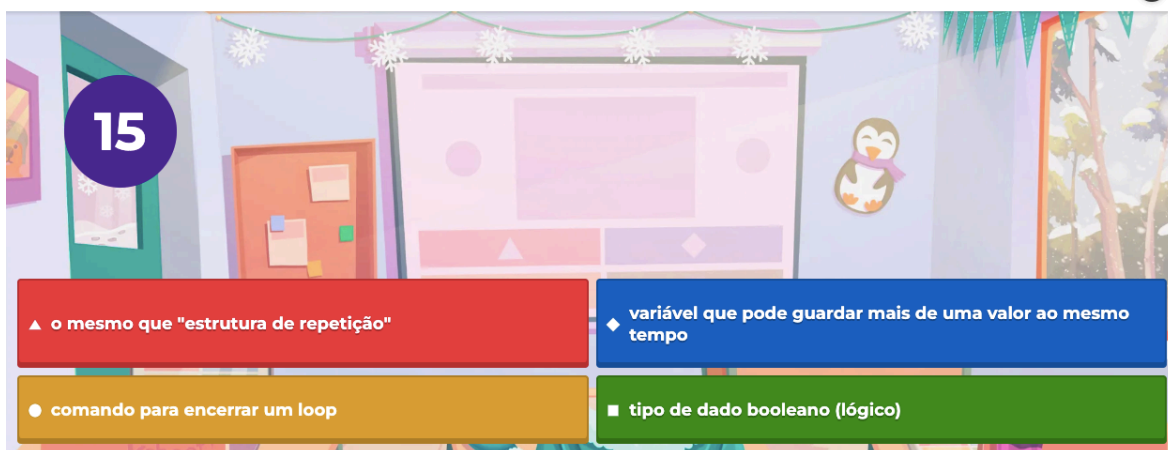 15
o mesmo que "estrutura de repetição"
variável que pode guardar mais de uma valor ao mesmo
tempo
comando para encerrar um loop
tipo de dado booleano (lógico)